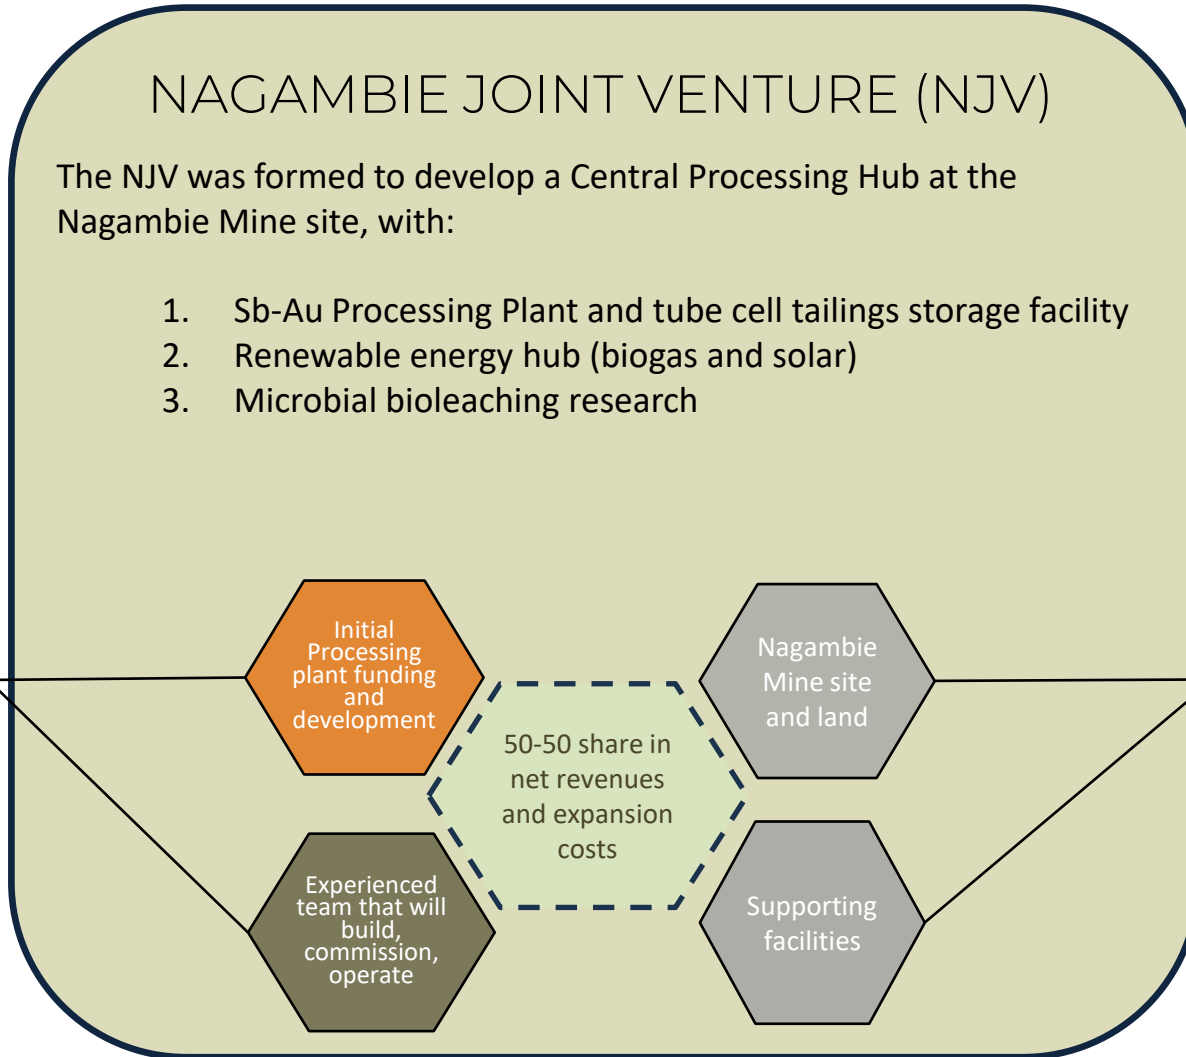 NAGAMBIE JOINT VENTURE (NJV)
The NJV was formed to develop a Central Processing Hub at the
Nagambie Mine site, with:
1. Sb-Au Processing Plant and tube cell tailings storage facility
2. Renewable energy hub (biogas and solar)
3. Microbial bioleaching research
Initial
Processing
plant funding
and
development
Nagambie
Mine site
and land
50-50 share in
net revenues
and expansion
costs
Experienced
team that will
build,
commission,
operate
Supporting
facilities